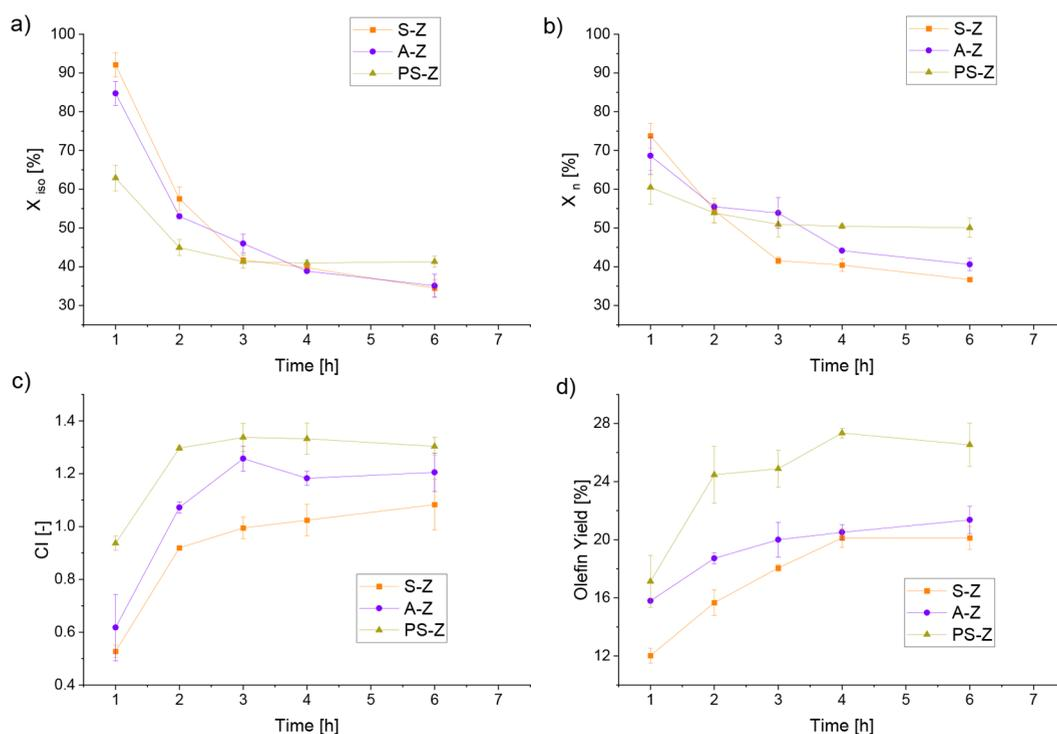 a)
100
90
80
70
60
50
40
30
X iso [%]
1 2 3 4 5 6 7
Time [h]
S-Z
A-Z
PS-Z
b)
100
90
80
70
60
50
40
30
X n [%]
1 2 3 4 5 6 7
Time [h]
S-Z
A-Z
PS-Z
c)
1.4
1.2
1.0
0.8
0.6
0.4
CI [-]
1 2 3 4 5 6 7
Time [h]
S-Z
A-Z
PS-Z
d)
28
24
20
16
12
Olefin Yield [%]
1 2 3 4 5 6 7
Time [h]
S-Z
A-Z
PS-Z